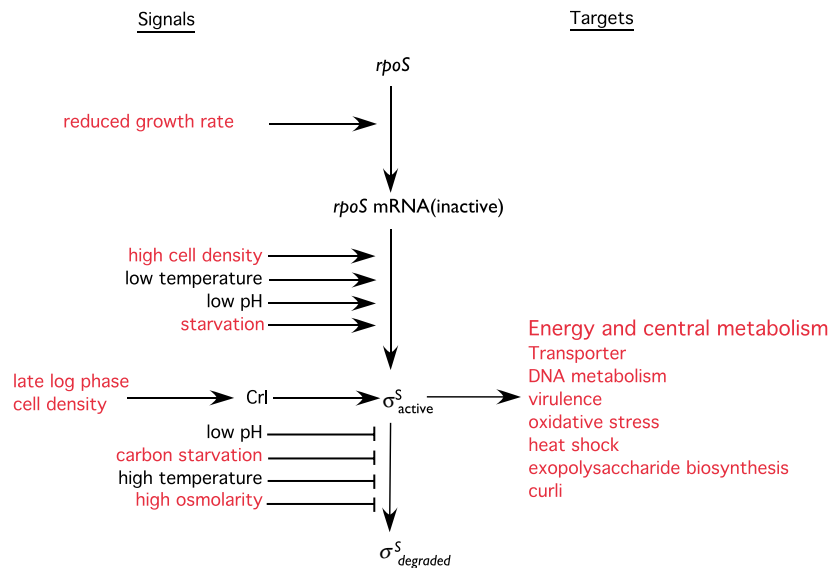 Signals
Targets
rpoS
reduced growth rate
rpoS mRNA(inactive)
high cell density
low temperature
low pH
starvation
late log phase
cell density
Crl
σ^S_active
low pH
carbon starvation
high temperature
high osmolarity
σ^S_degraded
Energy and central metabolism
Transporter
DNA metabolism
virulence
oxidative stress
heat shock
exopolysaccharide biosynthesis
curli